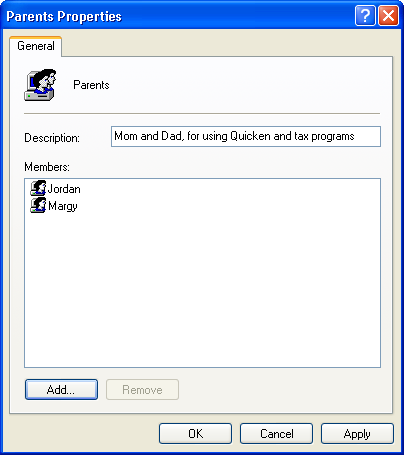 Parents Properties
General
Parents
Description: Mom and Dad, for using Quicken and tax programs
Members:
Jordan
Margy
Add... Remove
OK Cancel Apply